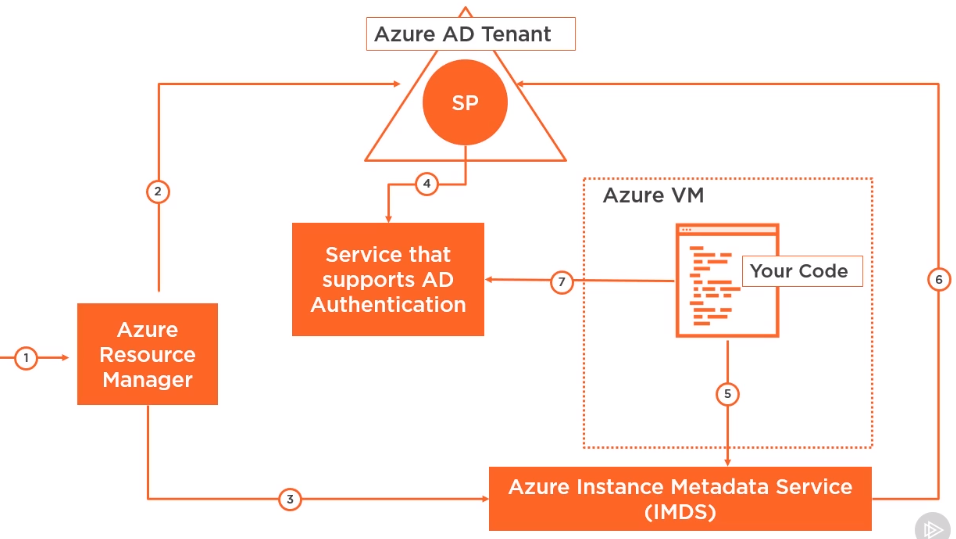 Azure AD Tenant
SP
2
4
Azure VM
Service that
supports AD
Authentication
7
Your Code
6
1
Azure
Resource
Manager
5
3
Azure Instance Metadata Service
(IMDS)